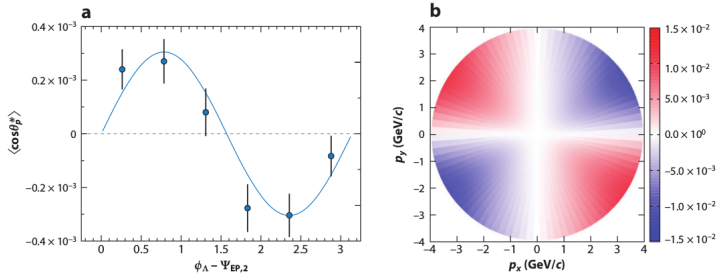 a
0.4 × 10⁻³
0.2 × 10⁻³
0
−0.2 × 10⁻³
−0.4 × 10⁻³
⟨cosθ*ₚ⟩
0 0.5 1 1.5 2 2.5 3
ϕΛ − ΨEP,2
b
4
3
2
1
0
−1
−2
−3
−4
py (GeV/c)
−4 −3 −2 −1 0 1 2 3 4
px (GeV/c)
1.5 × 10⁻²
1.0 × 10⁻²
5.0 × 10⁻³
0.0 × 10⁰
−5.0 × 10⁻³
−1.0 × 10⁻²
−1.5 × 10⁻²